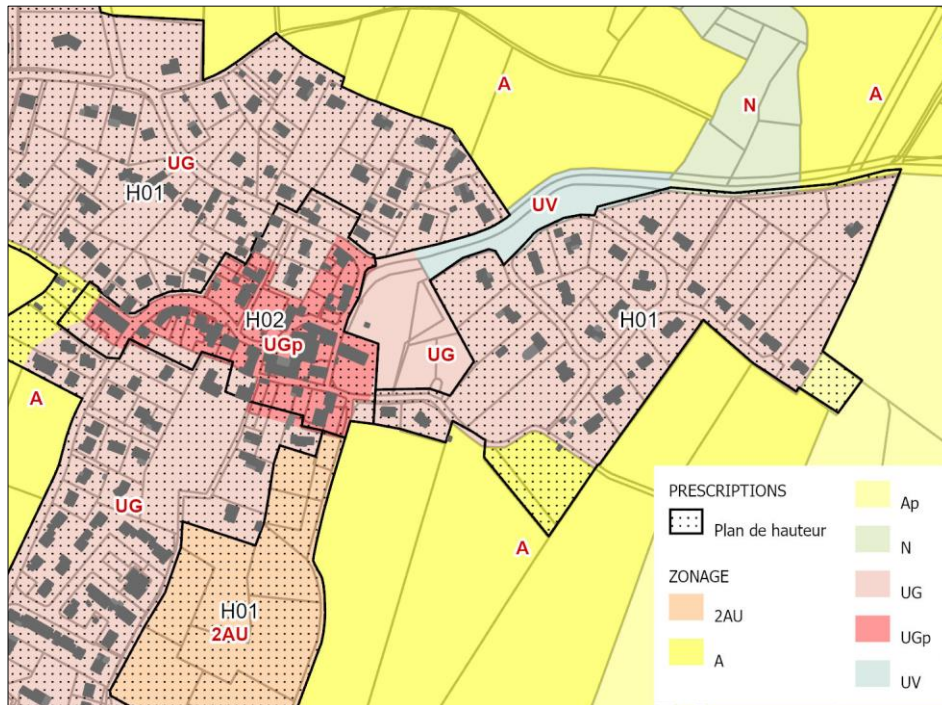 A
A
N
UG
H01
UV
H02
UGp
H01
UG
A
UG
A
H01
2AU
PRESCRIPTIONS
Plan de hauteur
ZONAGE
2AU
A
Ap
N
UG
UGp
UV